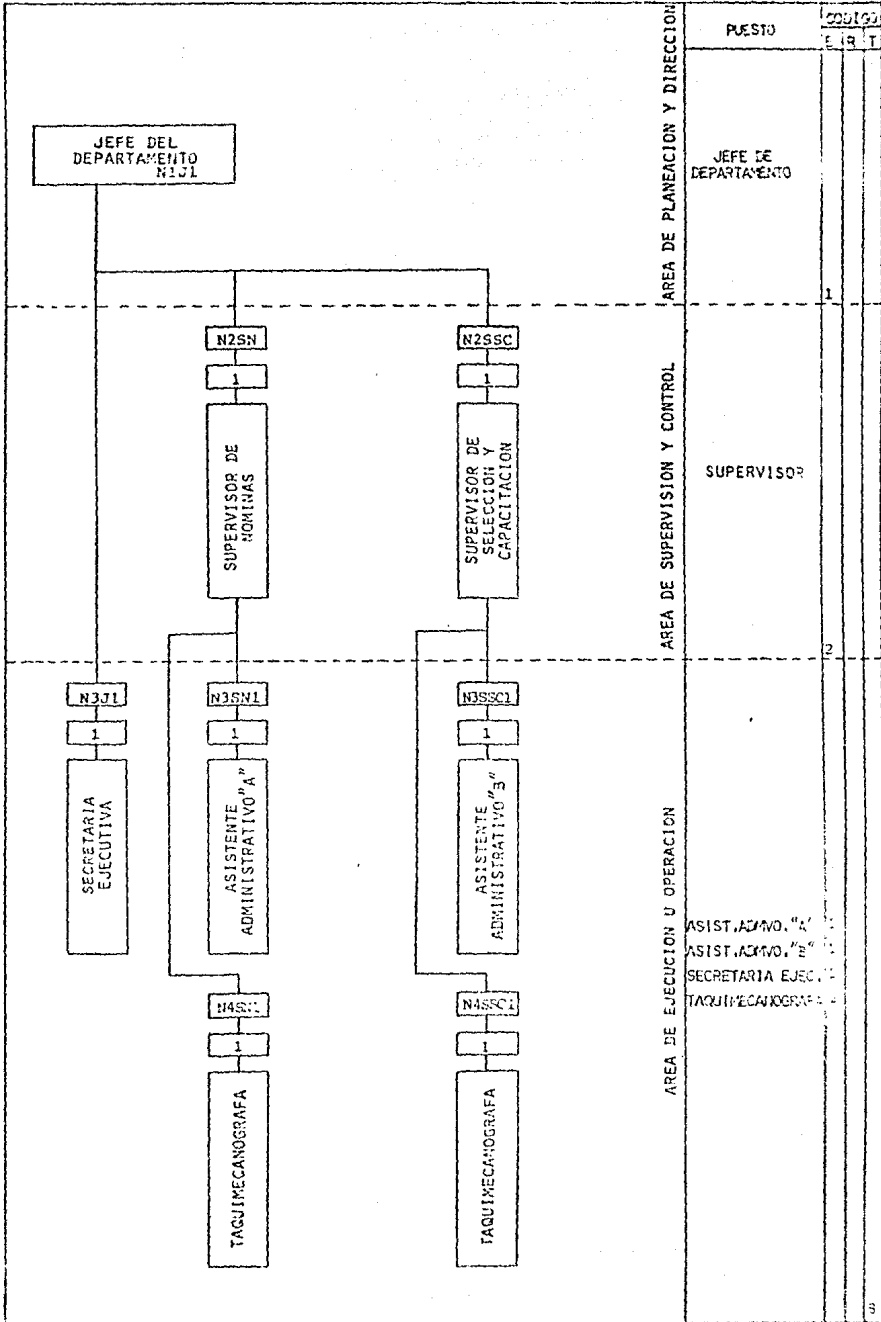 PUESTO
CODIGO
E R T
JEFE DEL
DEPARTAMENTO
N1J1
AREA DE PLANEACION Y DIRECCION
JEFE DE
DEPARTAMENTO
1
N2SN
N2SSC
1
1
SUPERVISOR DE
NOMINAS
SUPERVISOR DE
SELECCION Y
CAPACITACION
AREA DE SUPERVISION Y CONTROL
SUPERVISOR
2
N3J1
N3SN1
N3SSC1
1
1
1
SECRETARIA
EJECUTIVA
ASISTENTE
ADMINISTRATIVO"A"
ASISTENTE
ADMINISTRATIVO"B"
AREA DE EJECUCION U OPERACION
ASIST.ADMVO."A"
ASIST.ADMVO."B"
SECRETARIA EJEC.
TAQUIMECANOGRAFA
N4SN1
N4SSC1
1
1
TAQUIMECANOGRAFA
TAQUIMECANOGRAFA